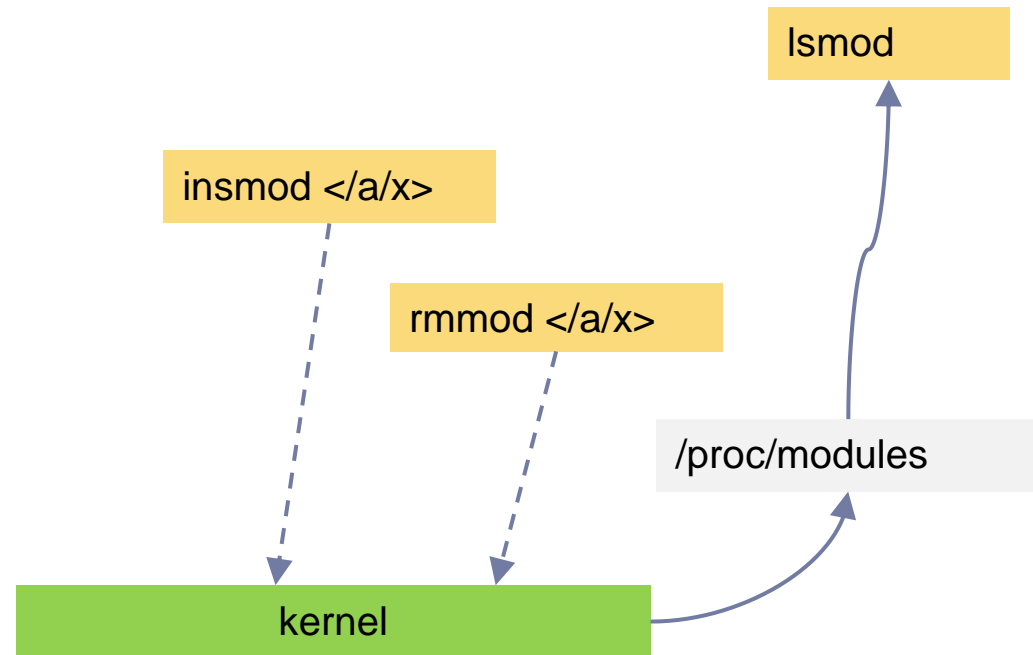 lsmod
insmod </a/x>
rmmod </a/x>
/proc/modules
kernel